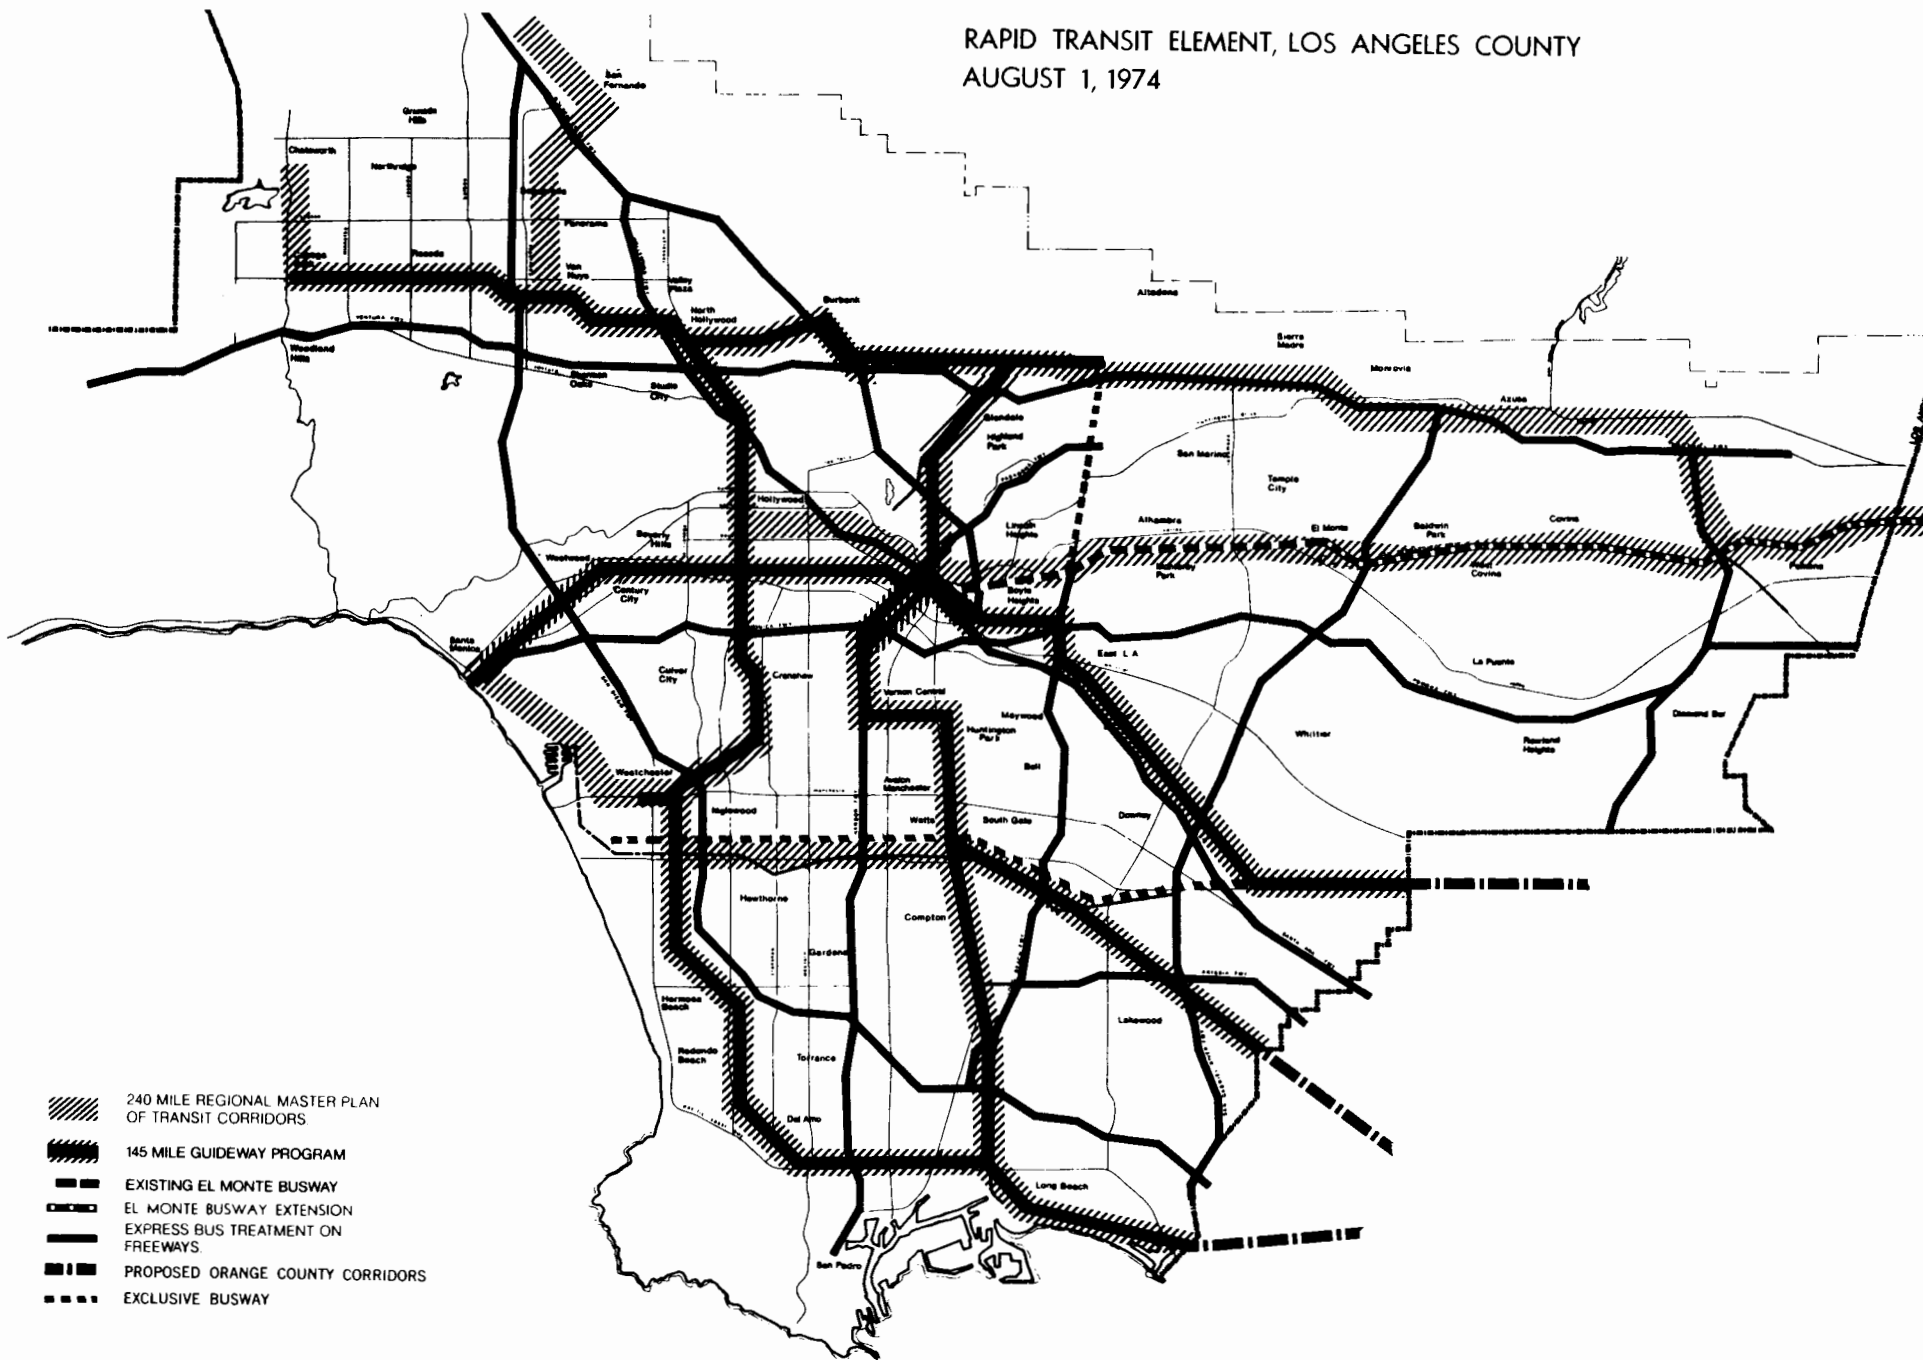 RAPID TRANSIT ELEMENT, LOS ANGELES COUNTY
AUGUST 1, 1974
San
Fernando
Granada
Hills
Chatsworth
Northridge
Panorama
Reseda
Van
Nuys
Valley
Plaza
North
Hollywood
Burbank
Altadena
VENTURA FWY
Woodland
Hills
Sierra
Madre
Monrovia
Sherman
Oaks
Studio
City
Azusa
Glendale
Highland
Park
San Marino
Temple
City
Hollywood
Lincoln
Heights
Alhambra
El Monte
Baldwin
Park
Covina
Beverly
Hills
Westwood
Century
City
Boyle
Heights
Monterey
Park
West
Covina
Pomona
Santa
Monica
East L A
La Puente
Culver
City
Crenshaw
Vernon Central
Maywood
Huntington
Park
Diamond Bar
Whittier
Rowland
Heights
Bell
Westchester
Avalon
Manchester
Inglewood
Watts
South Gate
Downey
Hawthorne
Compton
Gardena
Hermosa
Beach
Lakewood
Redondo
Beach
Torrance
Del Amo
Long Beach
San Pedro
240 MILE REGIONAL MASTER PLAN
OF TRANSIT CORRIDORS
145 MILE GUIDEWAY PROGRAM
EXISTING EL MONTE BUSWAY
EL MONTE BUSWAY EXTENSION
EXPRESS BUS TREATMENT ON
FREEWAYS.
PROPOSED ORANGE COUNTY CORRIDORS
EXCLUSIVE BUSWAY